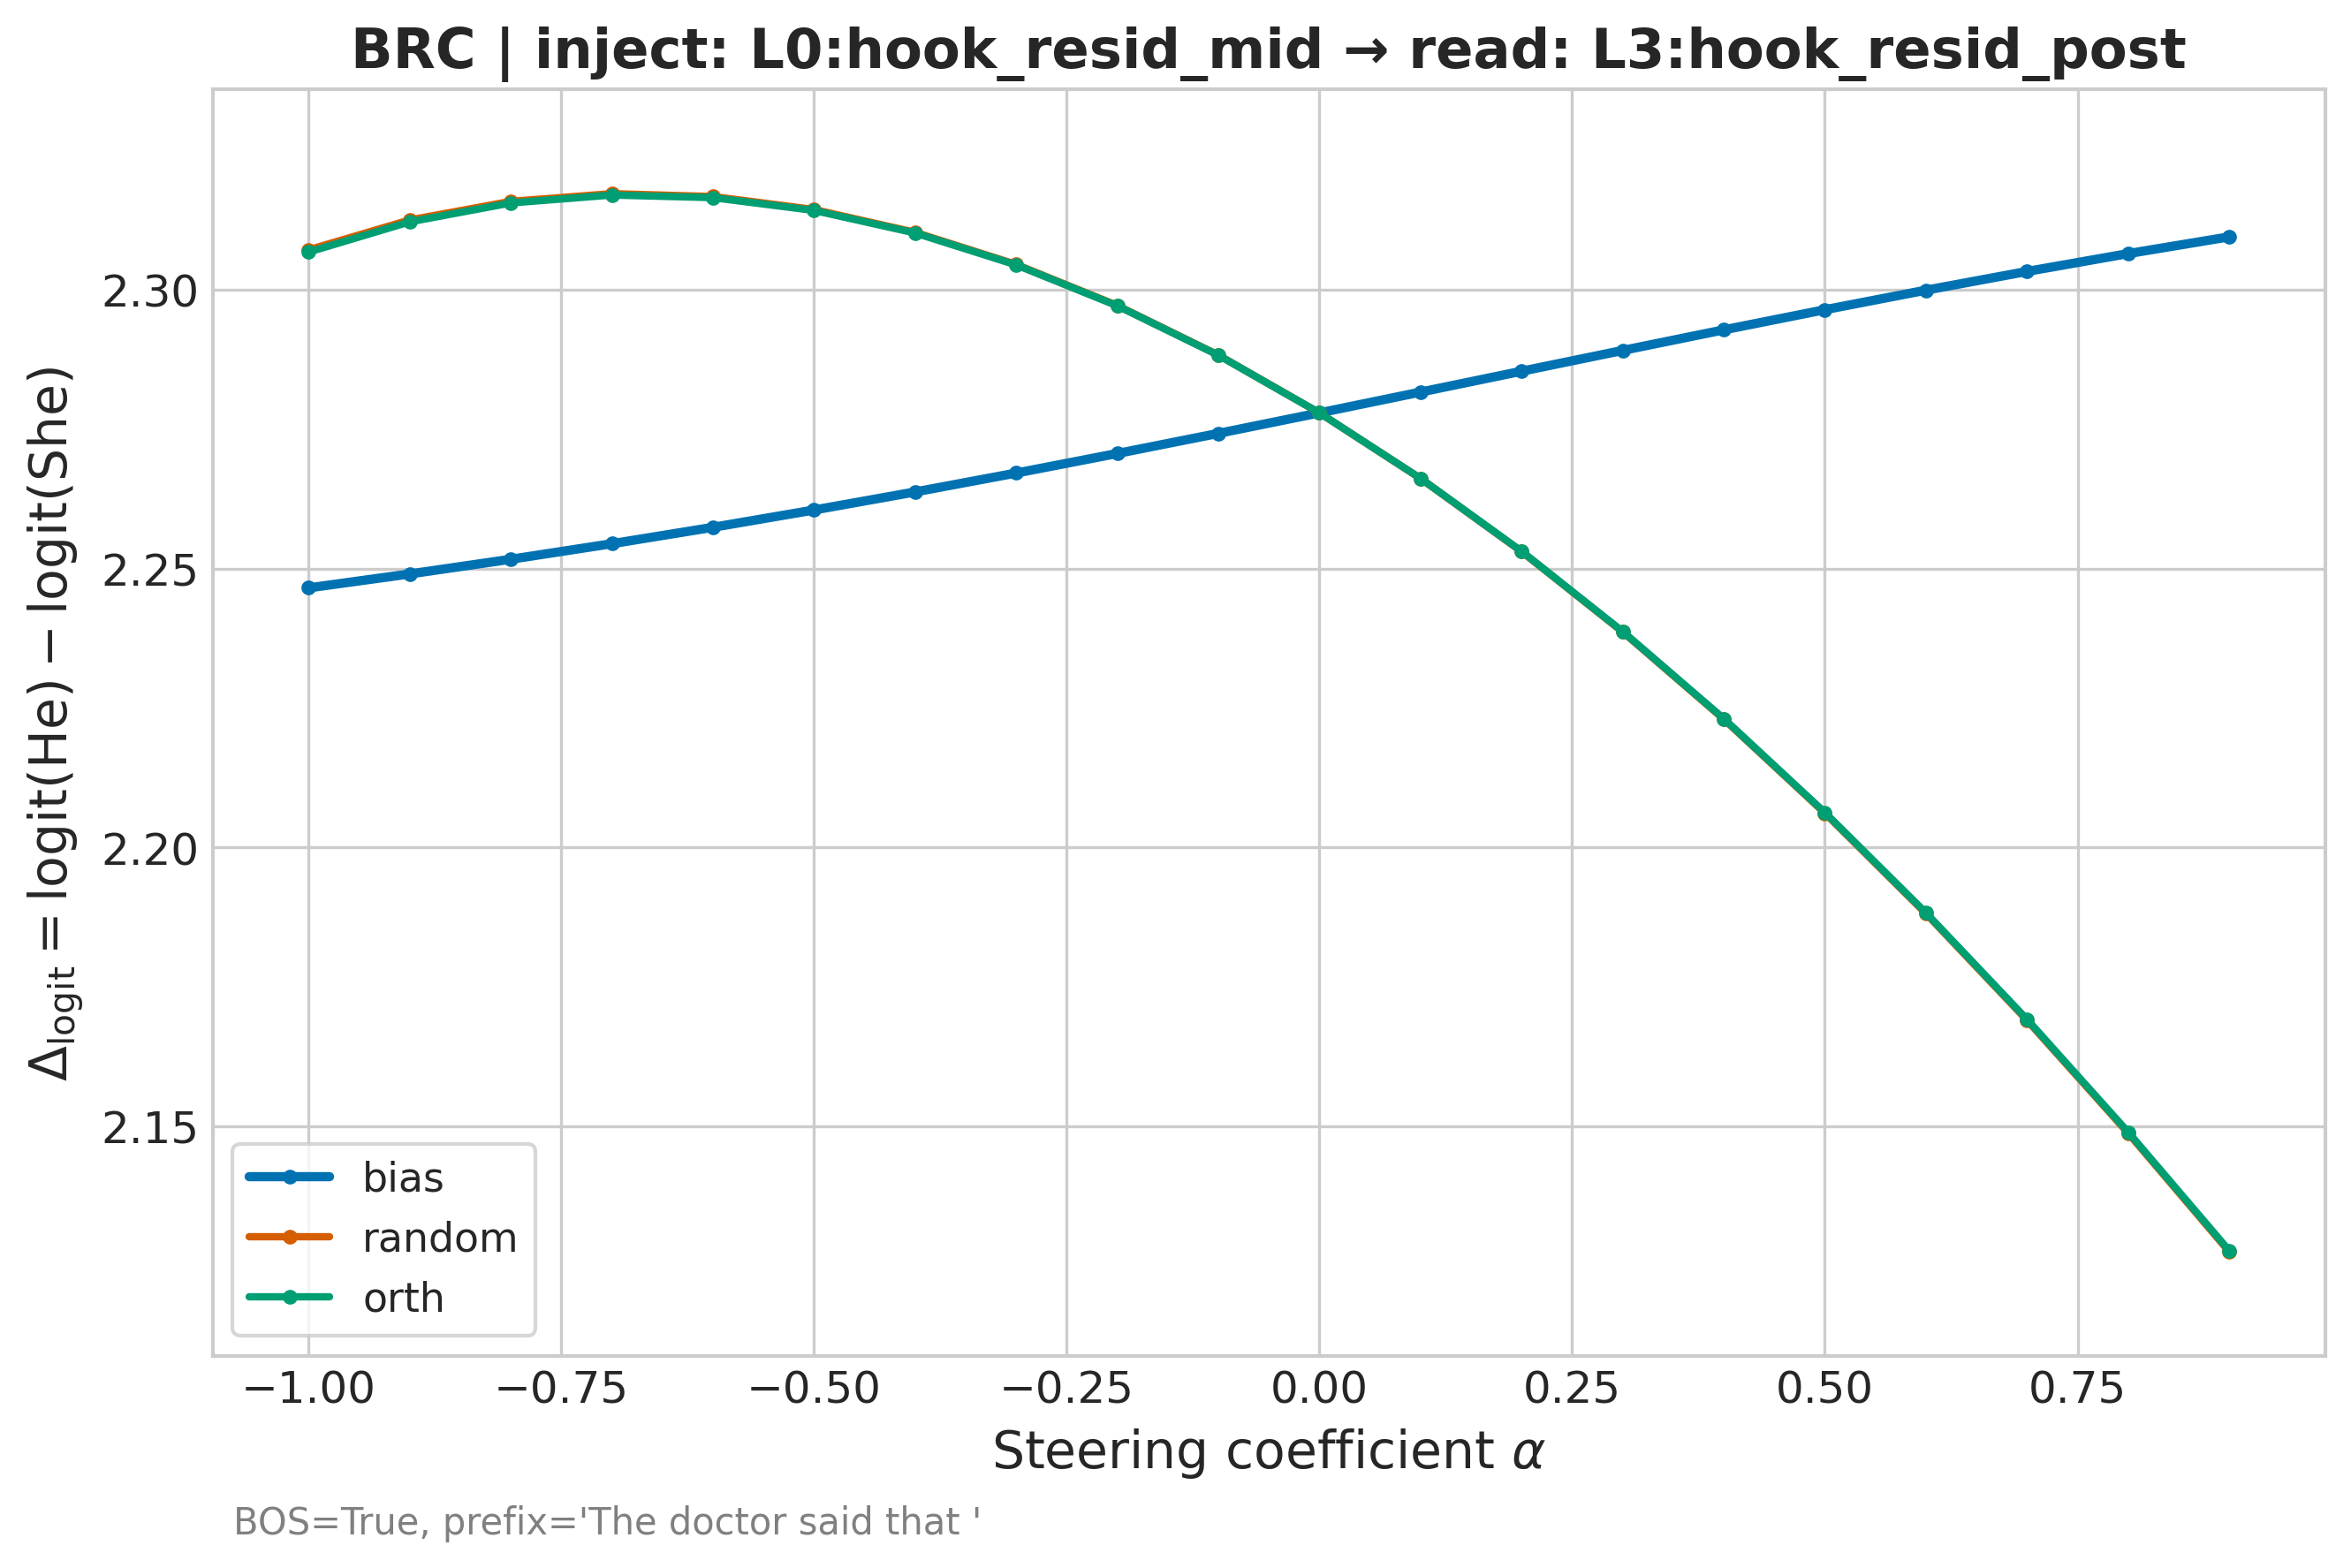 BRC | inject: L0:hook_resid_mid → read: L3:hook_resid_post
Δlogit = logit(He) − logit(She)
2.30
2.25
2.20
2.15
bias
random
orth
−1.00 −0.75 −0.50 −0.25 0.00 0.25 0.50 0.75
Steering coefficient α
BOS=True, prefix='The doctor said that '